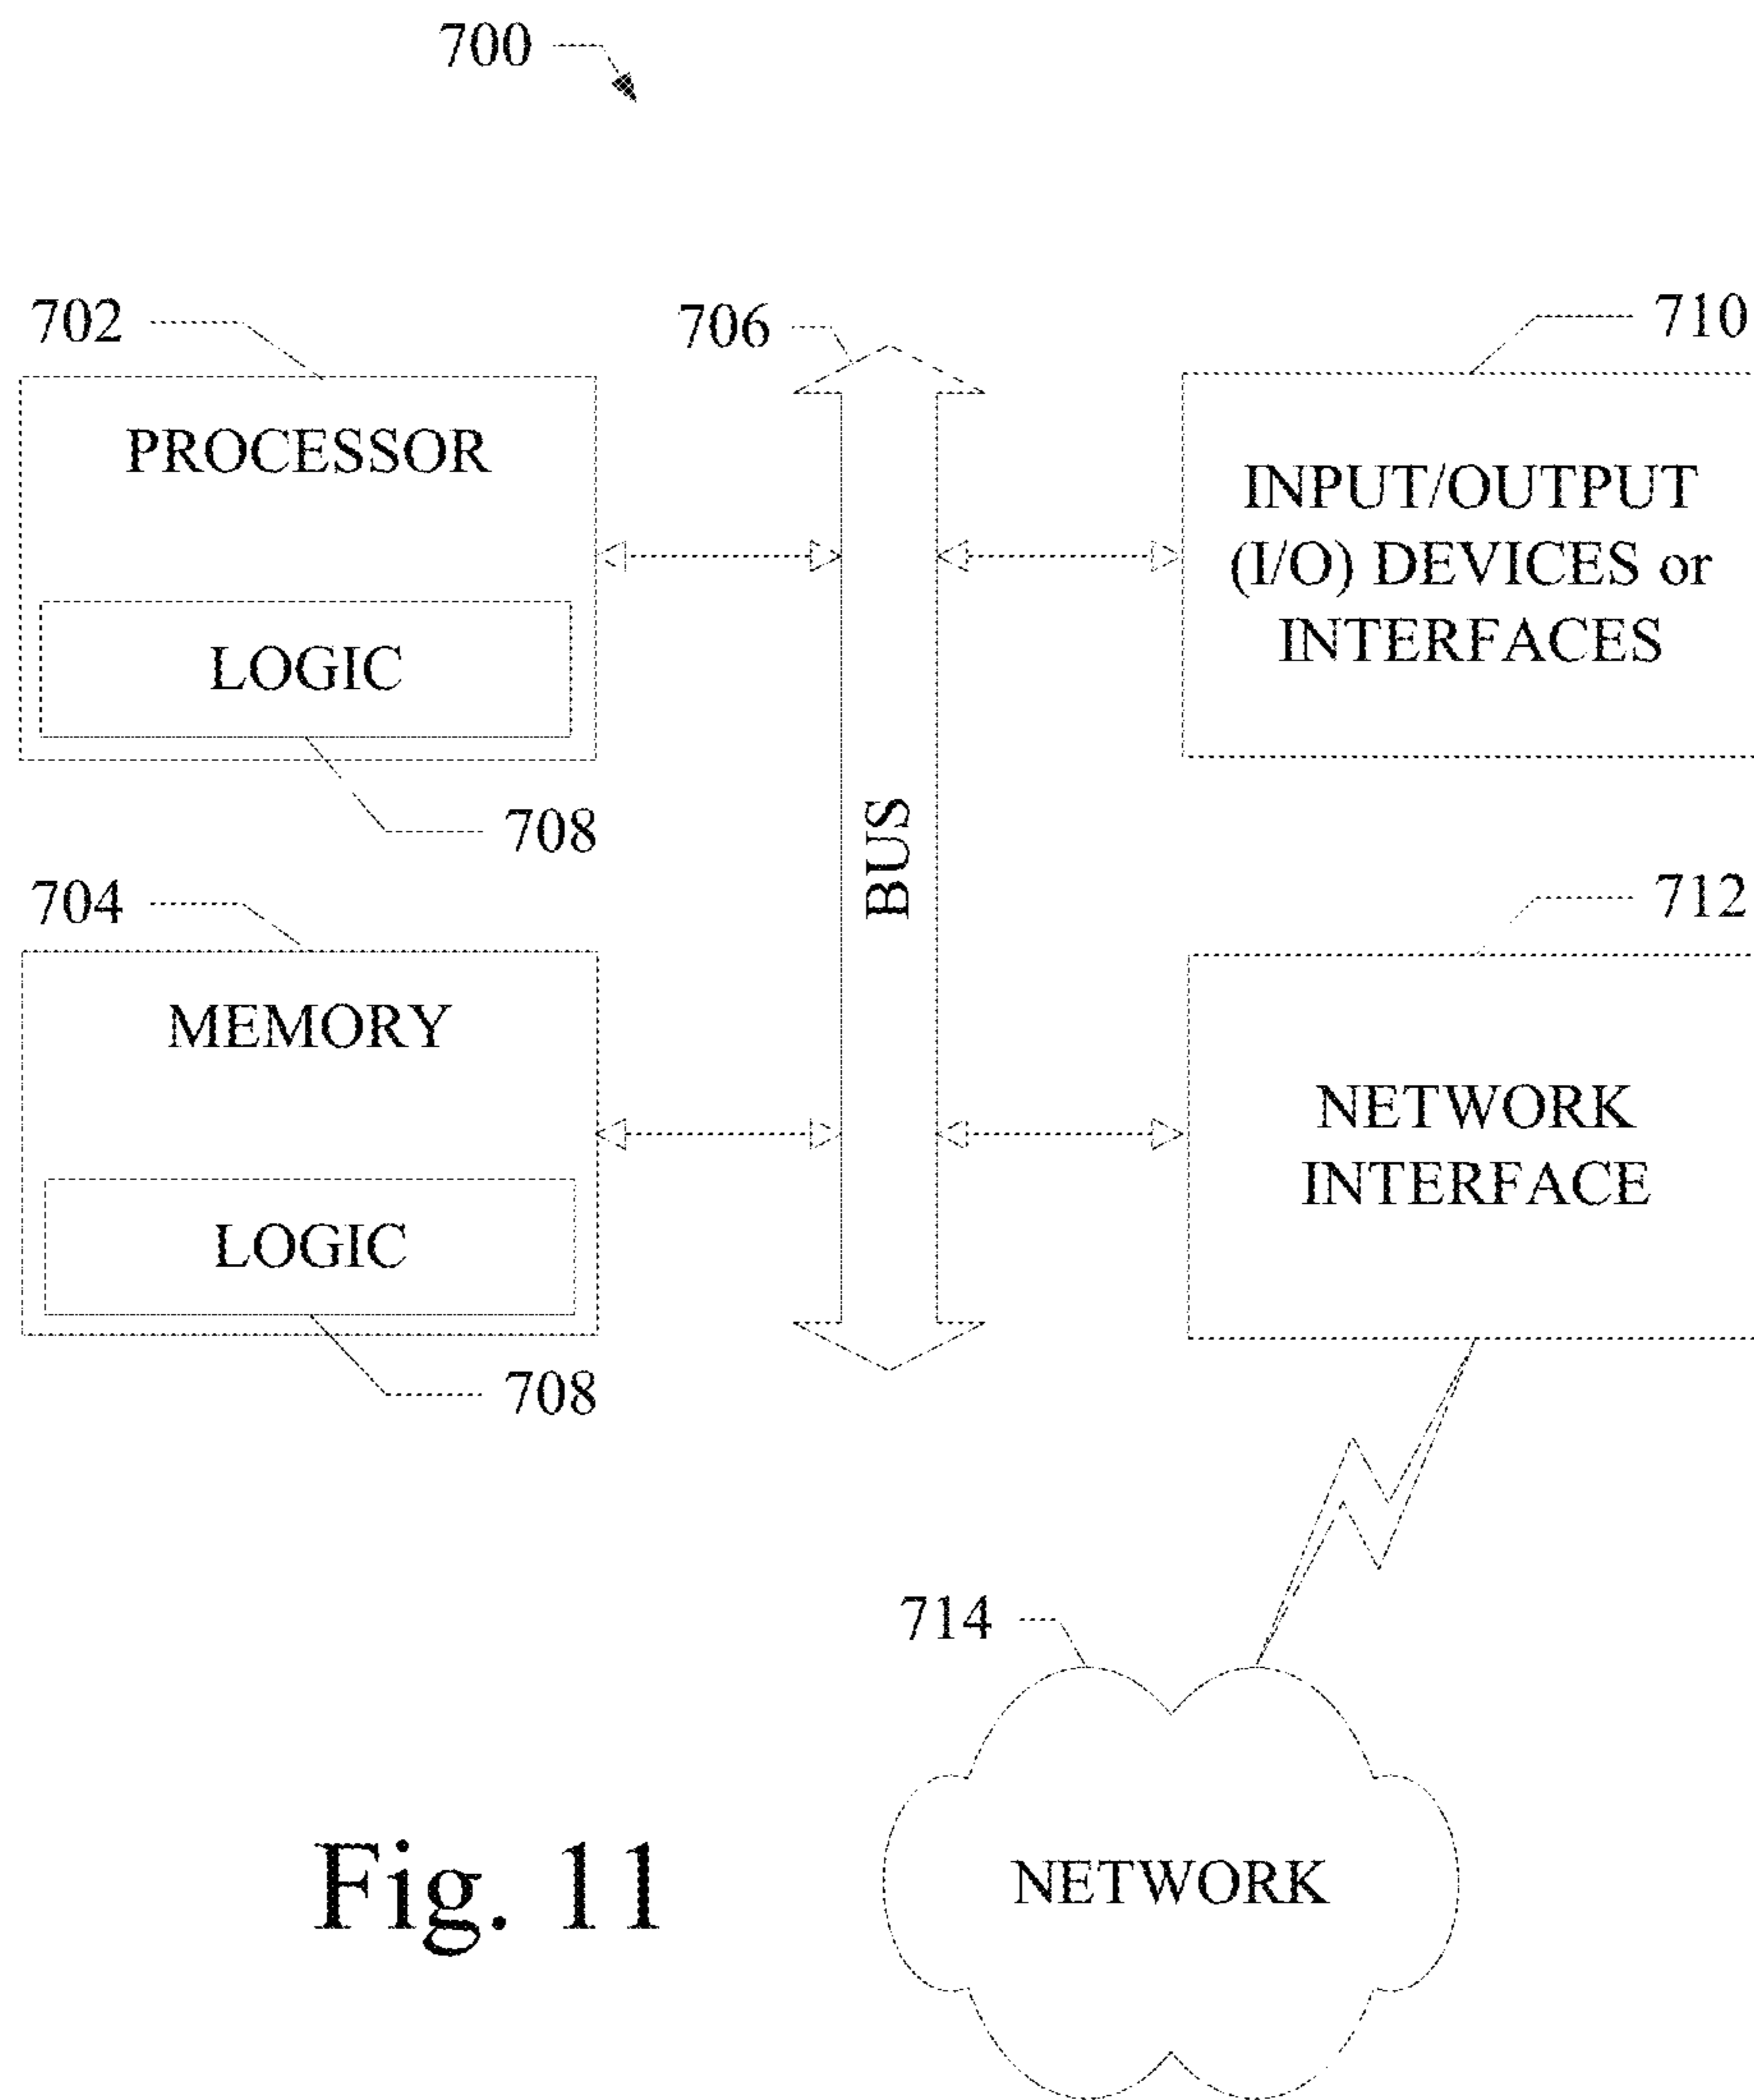 700
702
PROCESSOR
LOGIC
708
706
BUS
710
INPUT/OUTPUT
(I/O) DEVICES or
INTERFACES
704
MEMORY
LOGIC
708
712
NETWORK
INTERFACE
714
NETWORK
Fig. 11